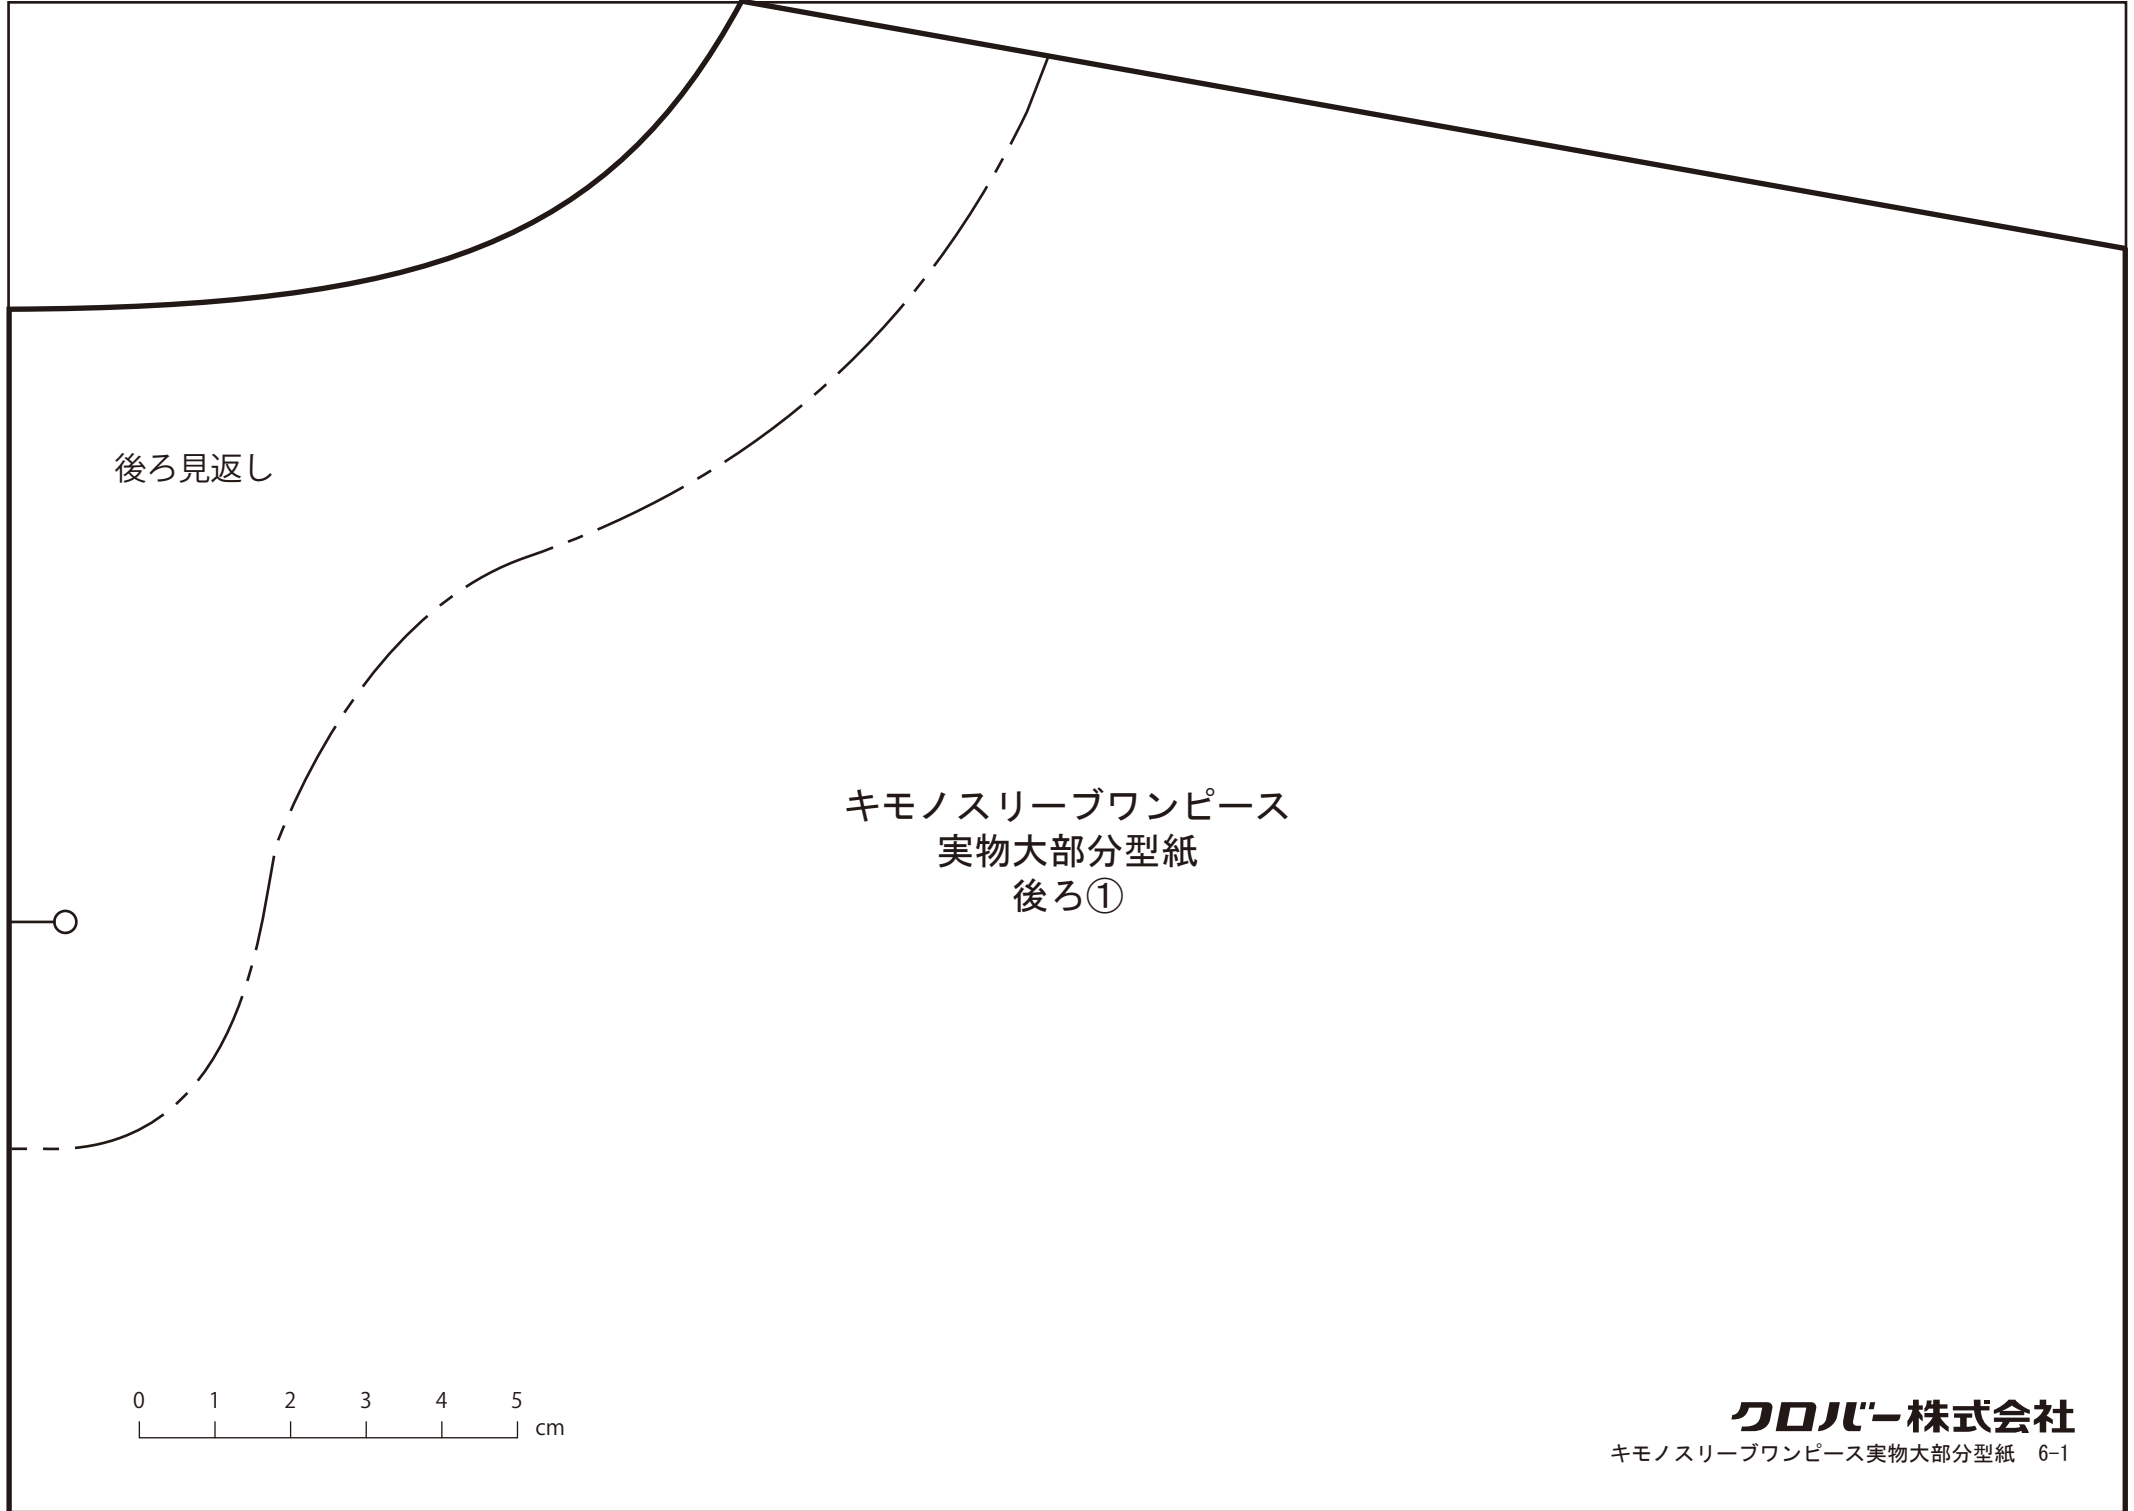 後ろ見返し
キモノスリーブワンピース
実物大部分型紙
後ろ①
0 1 2 3 4 5
cm
クロバー株式会社
キモノスリーブワンピース実物大部分型紙　6-1